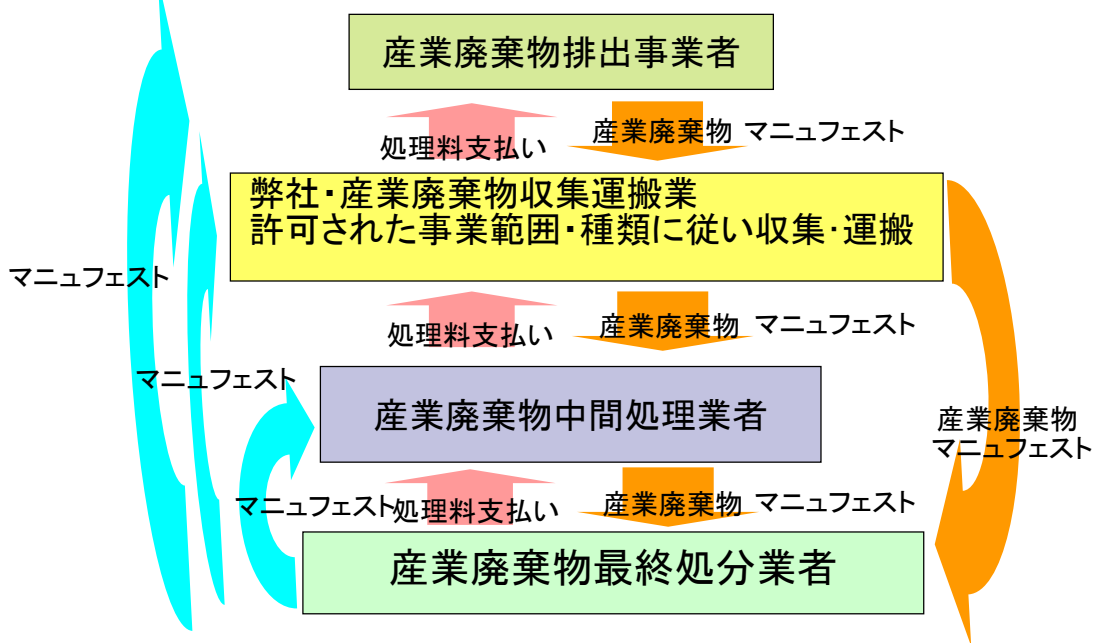 産業廃棄物排出事業者
処理料支払い
産業廃棄物 マニュフェスト
弊社・産業廃棄物収集運搬業
許可された事業範囲・種類に従い収集・運搬
マニュフェスト
処理料支払い
産業廃棄物 マニュフェスト
マニュフェスト
産業廃棄物中間処理業者
産業廃棄物
マニュフェスト
マニュフェスト
処理料支払い
産業廃棄物 マニュフェスト
産業廃棄物最終処分業者